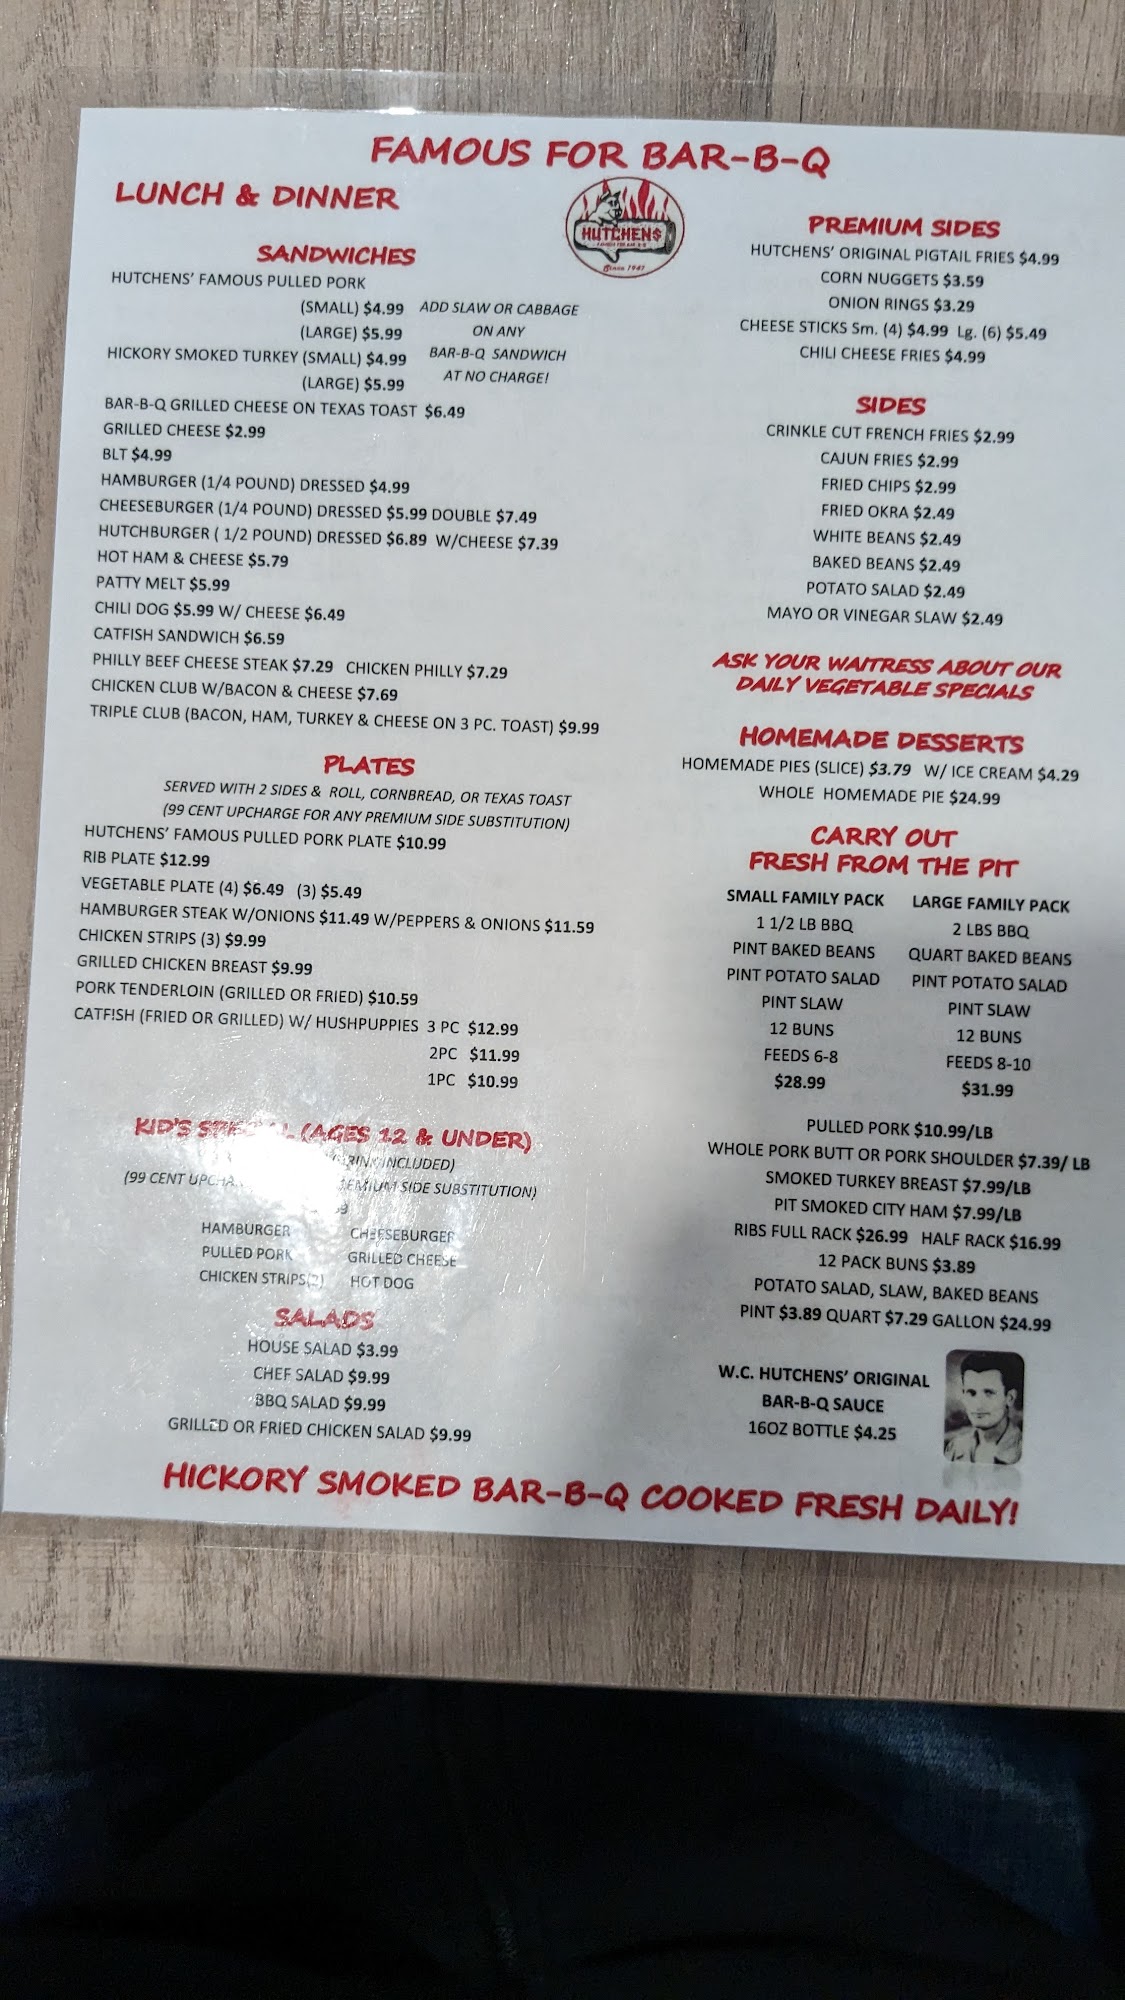 FAMOUS FOR BAR-B-Q
LUNCH & DINNER
HUTCHENS
FAMOUS FOR BAR-B-Q
Since 1947
SANDWICHES
HUTCHENS' FAMOUS PULLED PORK
(SMALL) $4.99
(LARGE) $5.99
HICKORY SMOKED TURKEY (SMALL) $4.99
(LARGE) $5.99
ADD SLAW OR CABBAGE
ON ANY
BAR-B-Q SANDWICH
AT NO CHARGE!
BAR-B-Q GRILLED CHEESE ON TEXAS TOAST $6.49
GRILLED CHEESE $2.99
BLT $4.99
HAMBURGER (1/4 POUND) DRESSED $4.99
CHEESEBURGER (1/4 POUND) DRESSED $5.99 DOUBLE $7.49
HUTCHBURGER ( 1/2 POUND) DRESSED $6.89 W/CHEESE $7.39
HOT HAM & CHEESE $5.79
PATTY MELT $5.99
CHILI DOG $5.99 W/ CHEESE $6.49
CATFISH SANDWICH $6.59
PHILLY BEEF CHEESE STEAK $7.29 CHICKEN PHILLY $7.29
CHICKEN CLUB W/BACON & CHEESE $7.69
TRIPLE CLUB (BACON, HAM, TURKEY & CHEESE ON 3 PC. TOAST) $9.99
PLATES
SERVED WITH 2 SIDES & ROLL, CORNBREAD, OR TEXAS TOAST
(99 CENT UPCHARGE FOR ANY PREMIUM SIDE SUBSTITUTION)
HUTCHENS' FAMOUS PULLED PORK PLATE $10.99
RIB PLATE $12.99
VEGETABLE PLATE (4) $6.49 (3) $5.49
HAMBURGER STEAK W/ONIONS $11.49 W/PEPPERS & ONIONS $11.59
CHICKEN STRIPS (3) $9.99
GRILLED CHICKEN BREAST $9.99
PORK TENDERLOIN (GRILLED OR FRIED) $10.59
CATFISH (FRIED OR GRILLED) W/ HUSHPUPPIES 3 PC $12.99
2PC $11.99
1PC $10.99
KID'S SPECIAL (AGES 12 & UNDER)
INCLUDED)
(99 CENT PREMIUM SIDE SUBSTITUTION)
HAMBURGER CHEESEBURGER
PULLED PORK GRILLED CHEESE
CHICKEN STRIPS(2) HOT DOG
SALADS
HOUSE SALAD $3.99
CHEF SALAD $9.99
BBQ SALAD $9.99
GRILLED OR FRIED CHICKEN SALAD $9.99
PREMIUM SIDES
HUTCHENS' ORIGINAL PIGTAIL FRIES $4.99
CORN NUGGETS $3.59
ONION RINGS $3.29
CHEESE STICKS Sm. (4) $4.99 Lg. (6) $5.49
CHILI CHEESE FRIES $4.99
SIDES
CRINKLE CUT FRENCH FRIES $2.99
CAJUN FRIES $2.99
FRIED CHIPS $2.99
FRIED OKRA $2.49
WHITE BEANS $2.49
BAKED BEANS $2.49
POTATO SALAD $2.49
MAYO OR VINEGAR SLAW $2.49
ASK YOUR WAITRESS ABOUT OUR
DAILY VEGETABLE SPECIALS
HOMEMADE DESSERTS
HOMEMADE PIES (SLICE) $3.79 W/ ICE CREAM $4.29
WHOLE HOMEMADE PIE $24.99
CARRY OUT
FRESH FROM THE PIT
SMALL FAMILY PACK
1 1/2 LB BBQ
PINT BAKED BEANS
PINT POTATO SALAD
PINT SLAW
12 BUNS
FEEDS 6-8
$28.99
LARGE FAMILY PACK
2 LBS BBQ
QUART BAKED BEANS
PINT POTATO SALAD
PINT SLAW
12 BUNS
FEEDS 8-10
$31.99
PULLED PORK $10.99/LB
WHOLE PORK BUTT OR PORK SHOULDER $7.39/ LB
SMOKED TURKEY BREAST $7.99/LB
PIT SMOKED CITY HAM $7.99/LB
RIBS FULL RACK $26.99 HALF RACK $16.99
12 PACK BUNS $3.89
POTATO SALAD, SLAW, BAKED BEANS
PINT $3.89 QUART $7.29 GALLON $24.99
W.C. HUTCHENS' ORIGINAL
BAR-B-Q SAUCE
16OZ BOTTLE $4.25
HICKORY SMOKED BAR-B-Q COOKED FRESH DAILY!